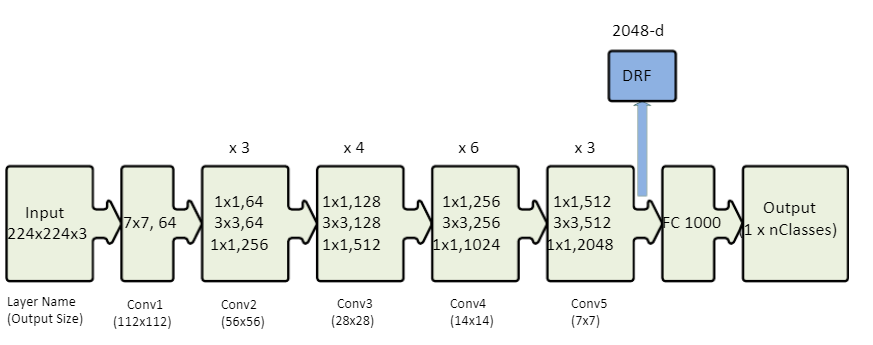 2048-d
DRF
x 3
x 4
x 6
x 3
Input
224x224x3
7x7, 64
1x1,64
3x3,64
1x1,256
1x1,128
3x3,128
1x1,512
1x1,256
3x3,256
1x1,1024
1x1,512
3x3,512
1x1,2048
FC 1000
Output
(1 x nClasses)
Layer Name
(Output Size)
Conv1
(112x112)
Conv2
(56x56)
Conv3
(28x28)
Conv4
(14x14)
Conv5
(7x7)